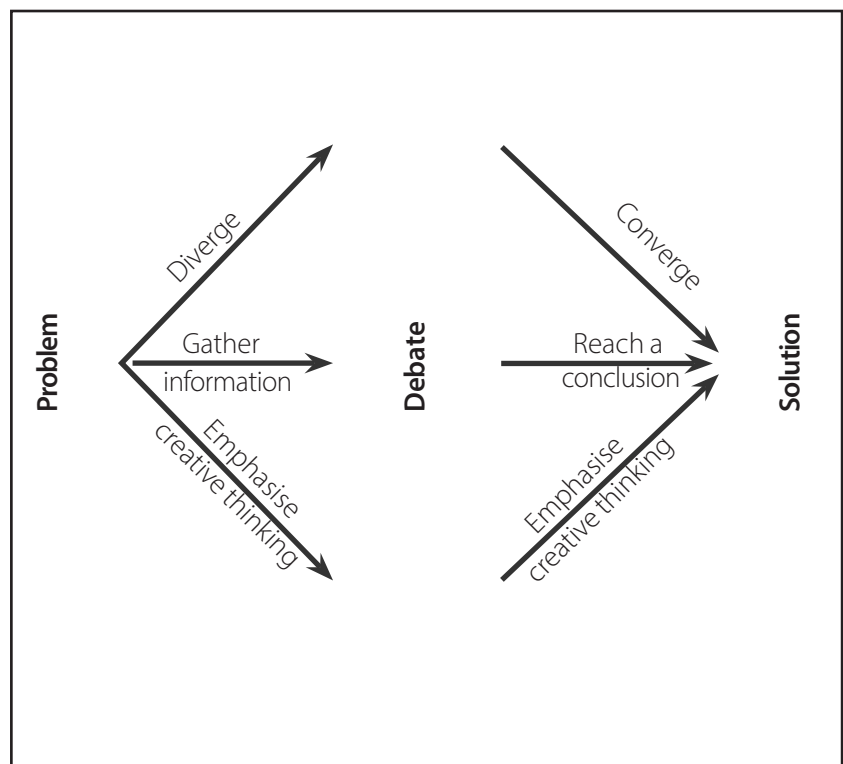 Problem
Diverge
Gather
information
Emphasise
creative thinking
Debate
Converge
Reach a
conclusion
Emphasise
creative thinking
Solution